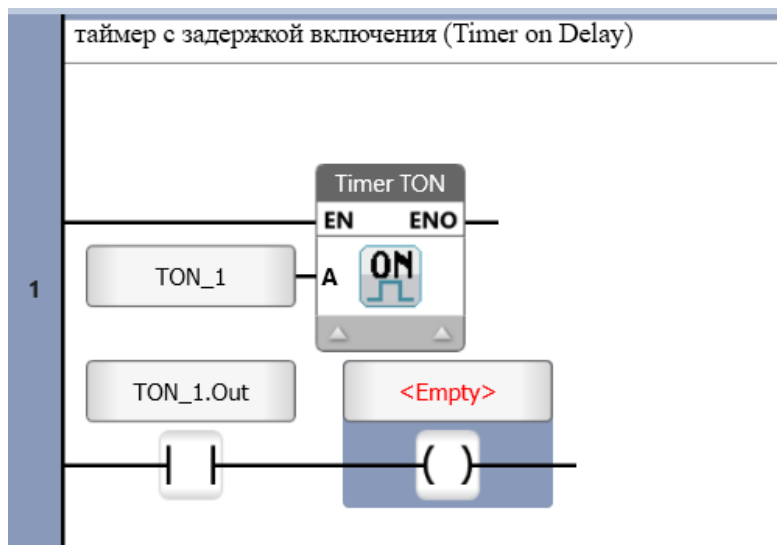 таймер с задержкой включения (Timer on Delay)
Timer TON
EN ENO
TON_1 A ON
1
TON_1.Out <Empty>